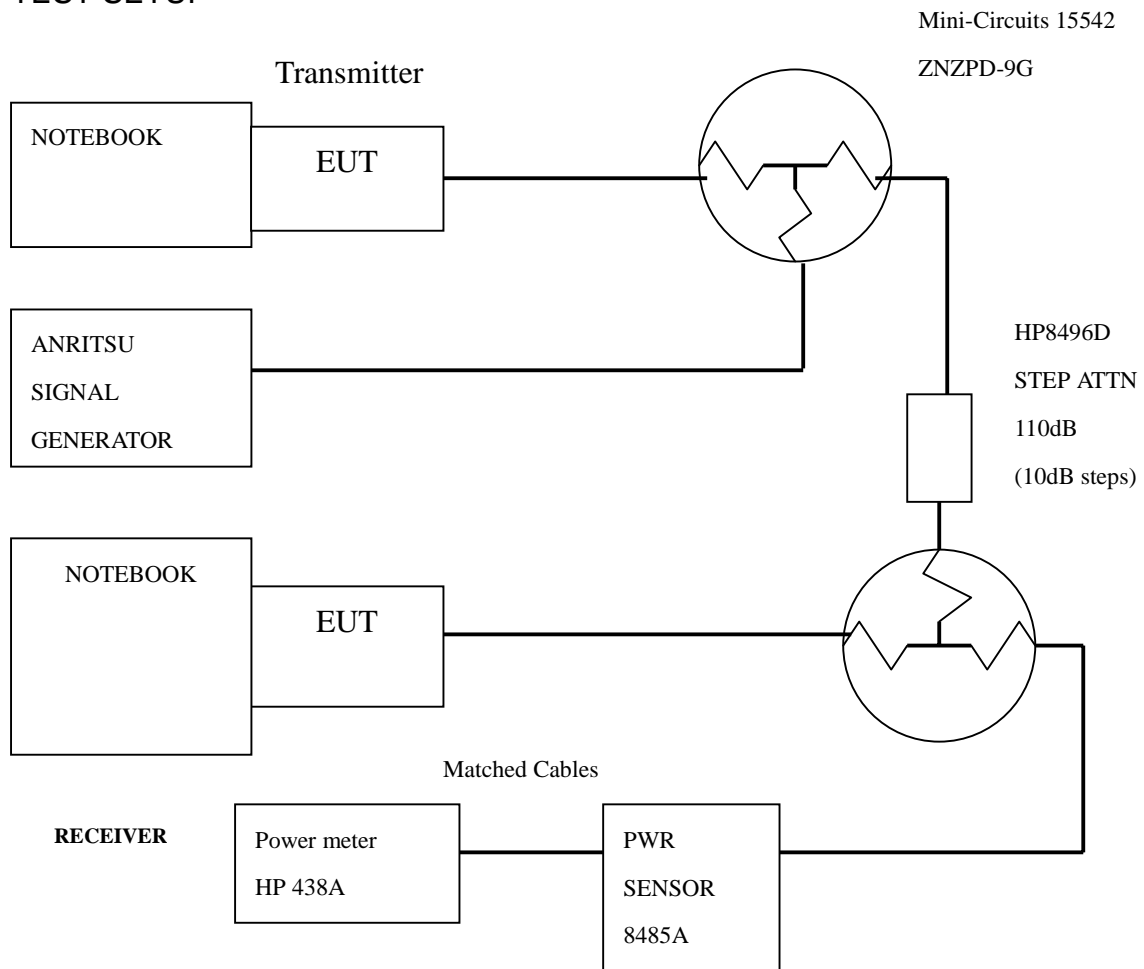 Mini-Circuits 15542
ZNZPD-9G
Transmitter
NOTEBOOK
EUT
ANRITSU
SIGNAL
GENERATOR
HP8496D
STEP ATTN
110dB
(10dB steps)
NOTEBOOK
EUT
Matched Cables
RECEIVER
Power meter
HP 438A
PWR
SENSOR
8485A